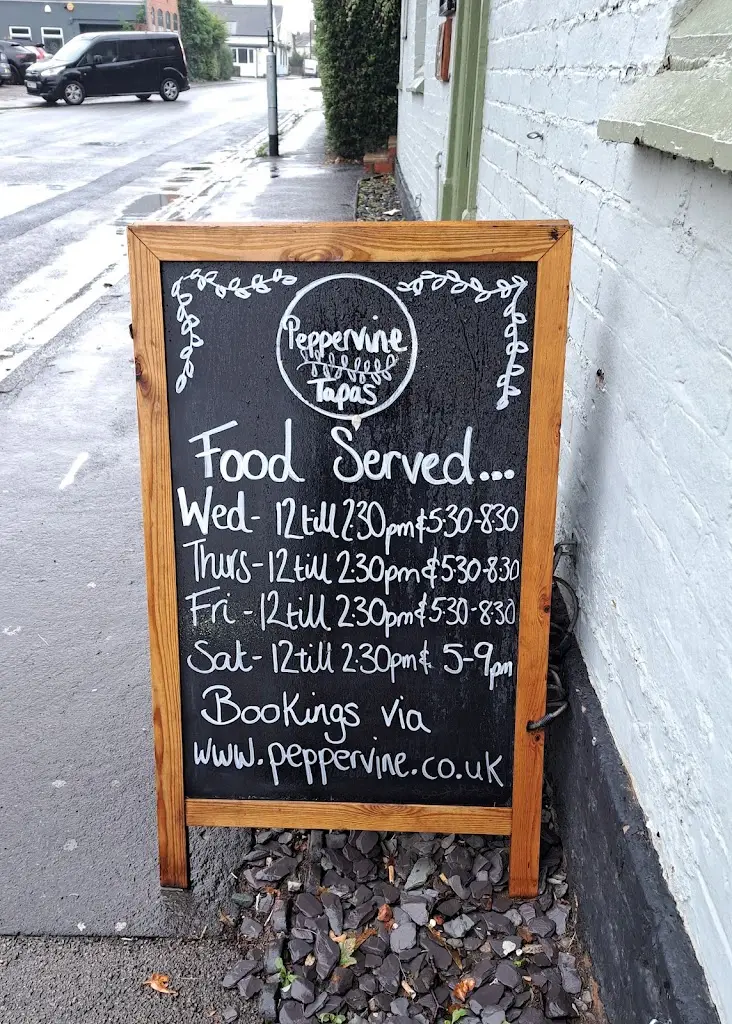 Peppervine
Tapas
Food Served...
Wed - 12 till 2.30pm & 5.30-8.30
Thurs - 12 till 2.30pm & 5.30-8.30
Fri - 12 till 2.30pm & 5.30-8.30
Sat - 12 till 2.30pm & 5-9pm
Bookings via
www.peppervine.co.uk